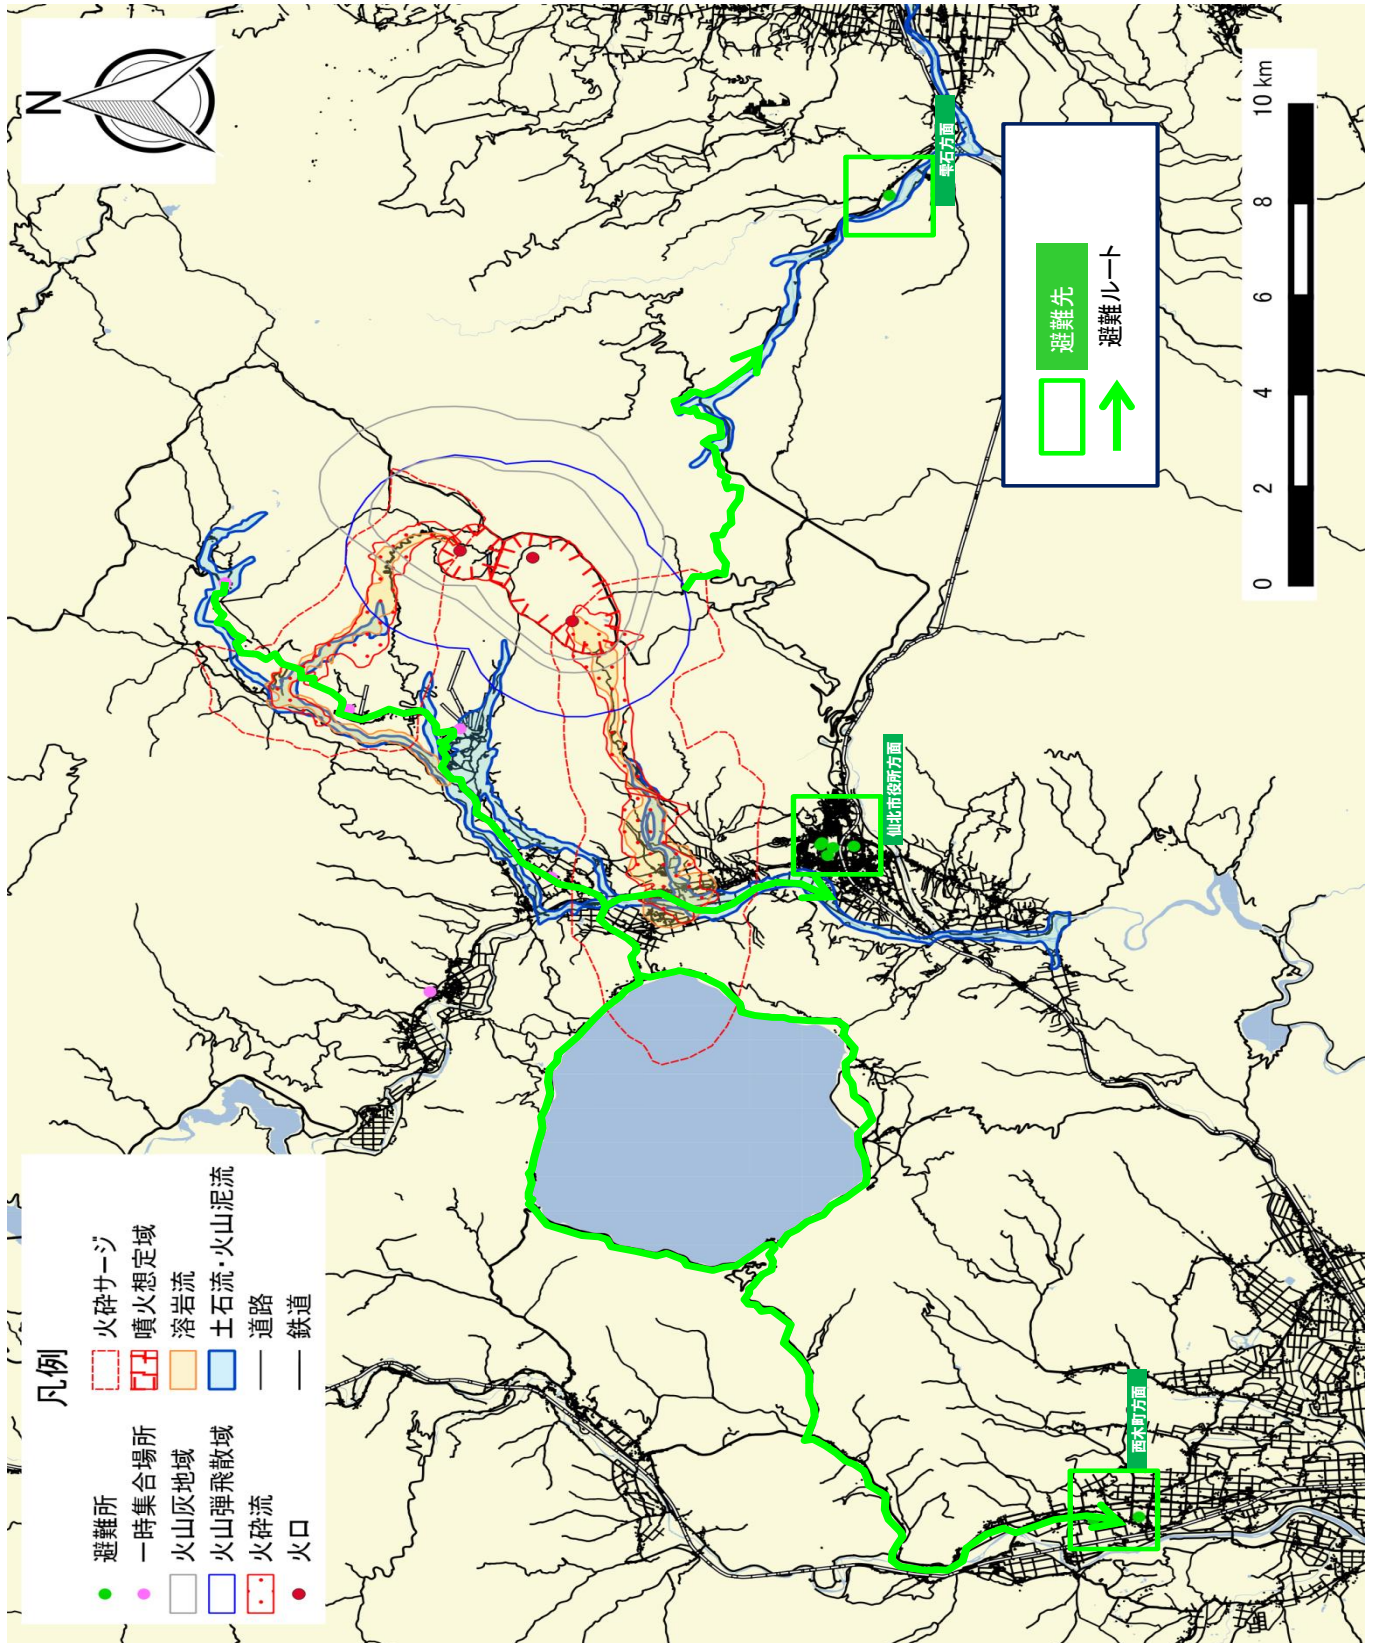 N
凡例
避難所
一時集合場所
火山灰地域
火山弾飛散域
火砕流
火口
火砕サージ
噴火想定域
溶岩流
土石流・火山泥流
道路
鉄道
雫石方面
仙北市役所方面
西木町方面
避難先
避難ルート
0 2 4 6 8 10 km